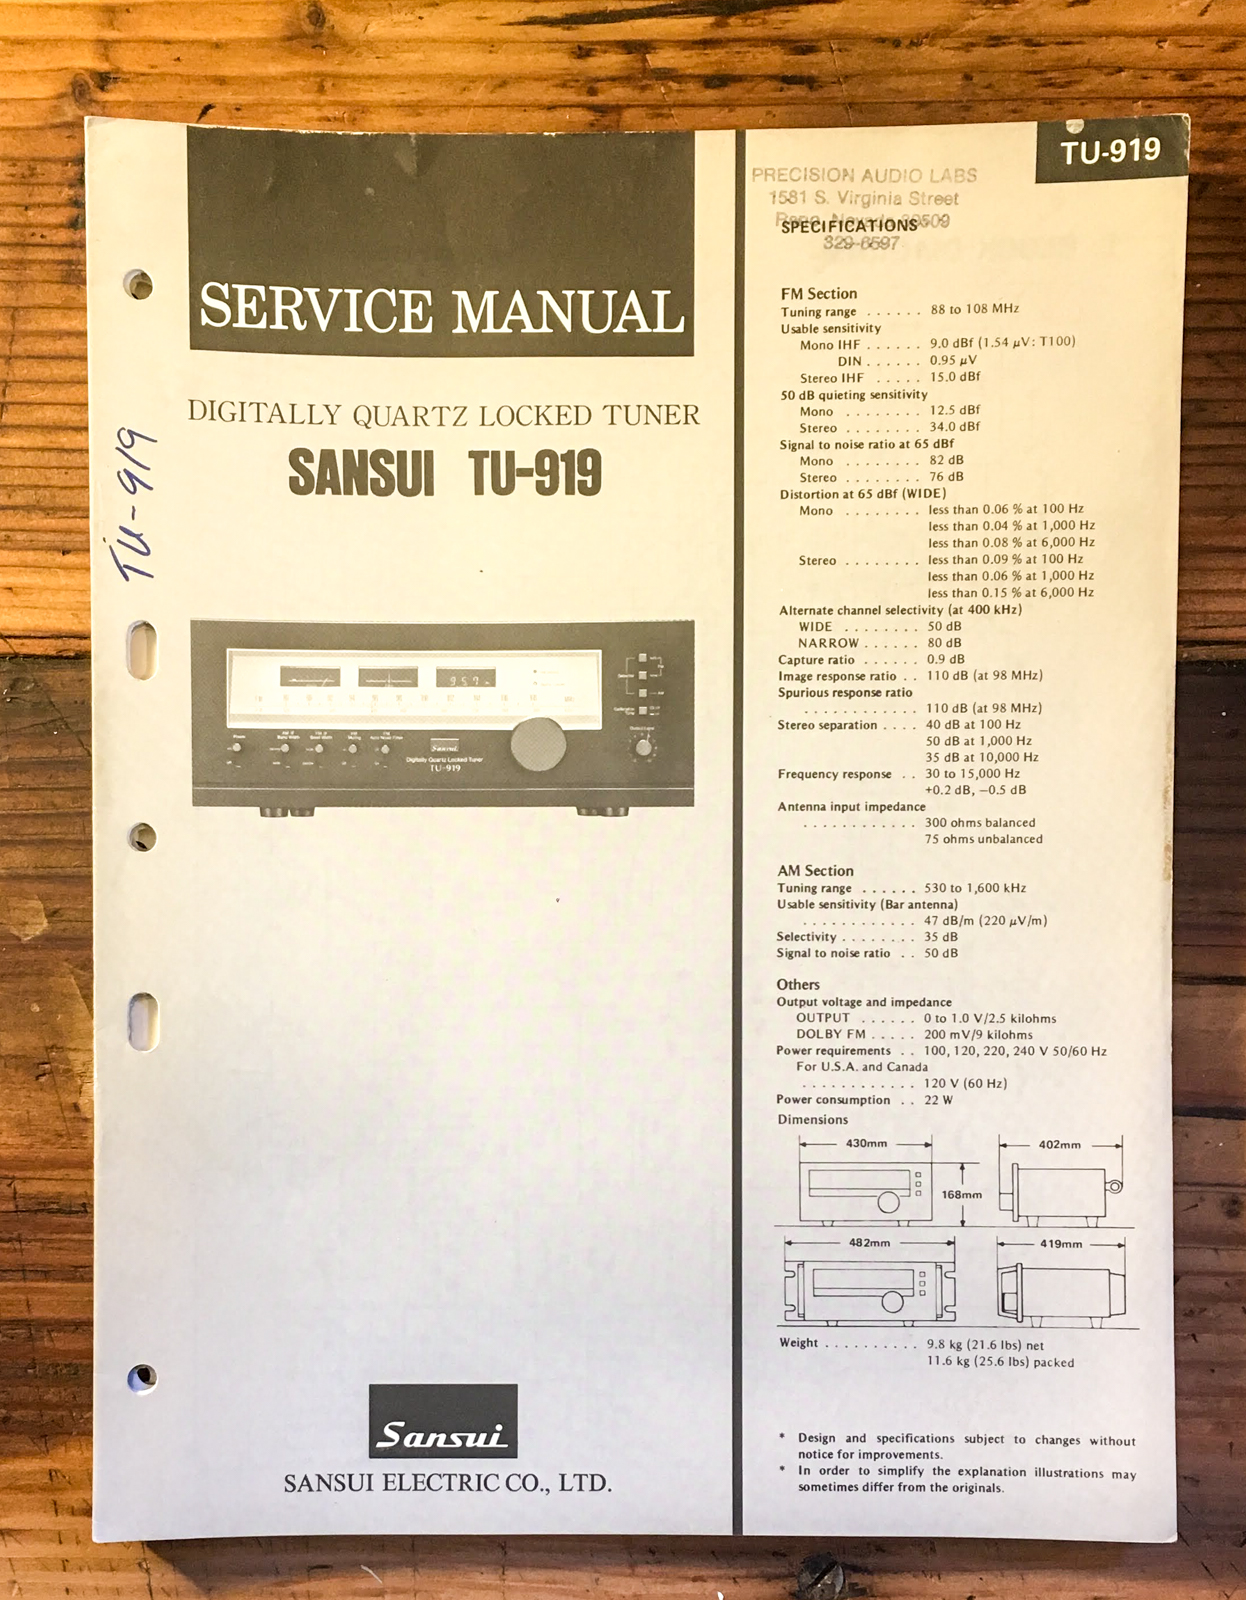 SERVICE MANUAL
DIGITALLY QUARTZ LOCKED TUNER
SANSUI TU-919
TU-919
Sansui
Digitally Quartz Locked Tuner
TU-919
Sansui
SANSUI ELECTRIC CO., LTD.
TU-919
PRECISION AUDIO LABS
1581 S. Virginia Street
Reno, Nevada 89509
SPECIFICATIONS
329-6597
FM Section
Tuning range . . . . . . 88 to 108 MHz
Usable sensitivity
Mono IHF . . . . . . 9.0 dBf (1.54 μV: T100)
DIN . . . . . . 0.95 μV
Stereo IHF . . . . . 15.0 dBf
50 dB quieting sensitivity
Mono . . . . . . . . 12.5 dBf
Stereo . . . . . . . . 34.0 dBf
Signal to noise ratio at 65 dBf
Mono . . . . . . . . 82 dB
Stereo . . . . . . . . 76 dB
Distortion at 65 dBf (WIDE)
Mono . . . . . . . . less than 0.06 % at 100 Hz
less than 0.04 % at 1,000 Hz
less than 0.08 % at 6,000 Hz
Stereo . . . . . . . . less than 0.09 % at 100 Hz
less than 0.06 % at 1,000 Hz
less than 0.15 % at 6,000 Hz
Alternate channel selectivity (at 400 kHz)
WIDE . . . . . . . . 50 dB
NARROW . . . . . . 80 dB
Capture ratio . . . . . . 0.9 dB
Image response ratio . . 110 dB (at 98 MHz)
Spurious response ratio
. . . . . . . . . . . . 110 dB (at 98 MHz)
Stereo separation . . . . 40 dB at 100 Hz
50 dB at 1,000 Hz
35 dB at 10,000 Hz
Frequency response . . 30 to 15,000 Hz
+0.2 dB, −0.5 dB
Antenna input impedance
. . . . . . . . . . . . 300 ohms balanced
75 ohms unbalanced
AM Section
Tuning range . . . . . . 530 to 1,600 kHz
Usable sensitivity (Bar antenna)
. . . . . . . . . . . . 47 dB/m (220 μV/m)
Selectivity . . . . . . . . 35 dB
Signal to noise ratio . . 50 dB
Others
Output voltage and impedance
OUTPUT . . . . . . 0 to 1.0 V/2.5 kilohms
DOLBY FM . . . . . 200 mV/9 kilohms
Power requirements . . 100, 120, 220, 240 V 50/60 Hz
For U.S.A. and Canada
. . . . . . . . . . . . 120 V (60 Hz)
Power consumption . . 22 W
Dimensions
430mm
402mm
168mm
482mm
419mm
Weight . . . . . . . . . . 9.8 kg (21.6 lbs) net
11.6 kg (25.6 lbs) packed
* Design and specifications subject to changes without
notice for improvements.
* In order to simplify the explanation illustrations may
sometimes differ from the originals.